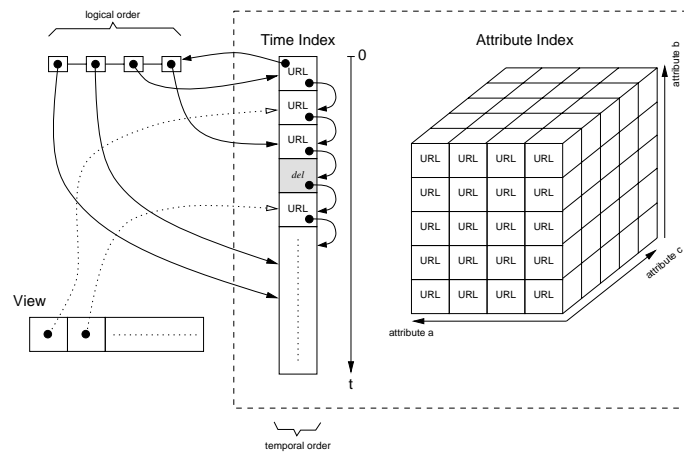 logical order
Time Index
Attribute Index
0
attribute b
URL
URL
URL
del
URL
URL URL URL URL
URL URL URL URL
URL URL URL URL
URL URL URL URL
URL URL URL URL
attribute c
attribute a
View
t
temporal order